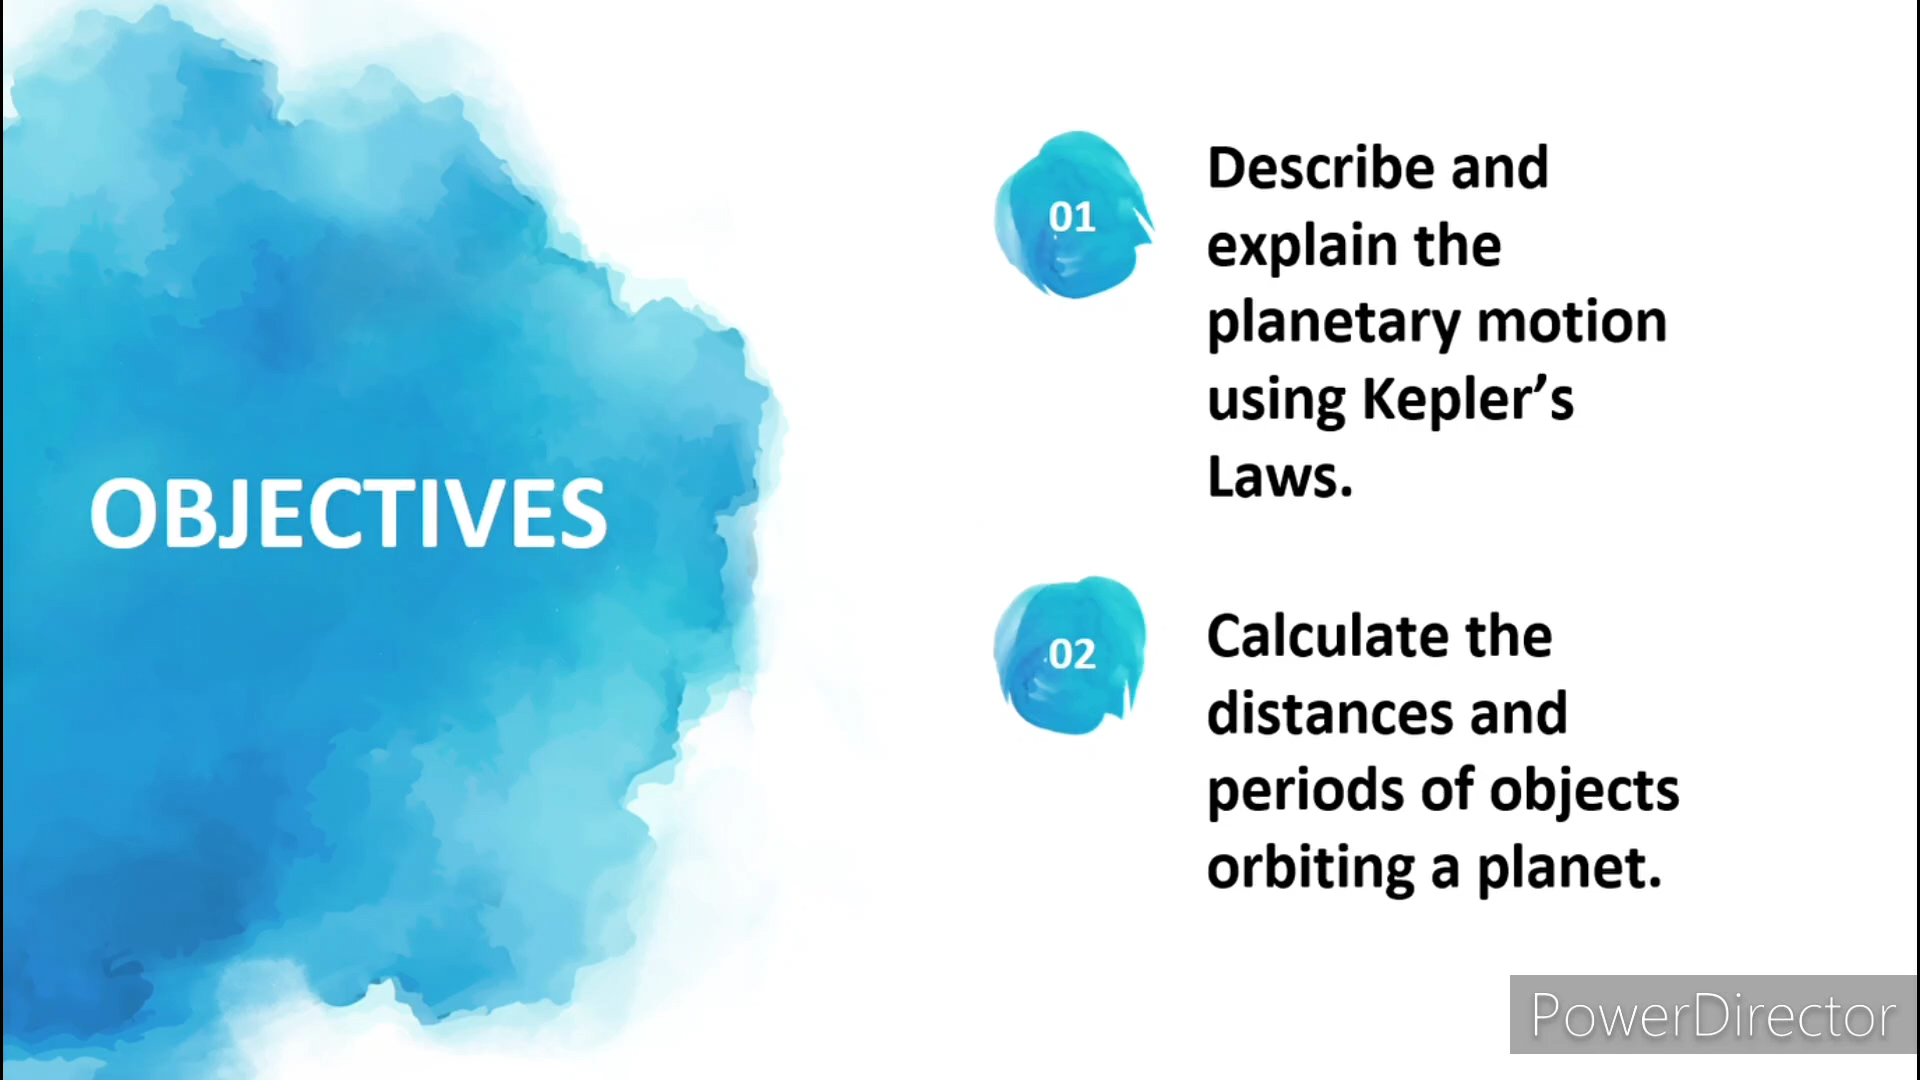 OBJECTIVES
01
Describe and
explain the
planetary motion
using Kepler’s
Laws.
02
Calculate the
distances and
periods of objects
orbiting a planet.
PowerDirector